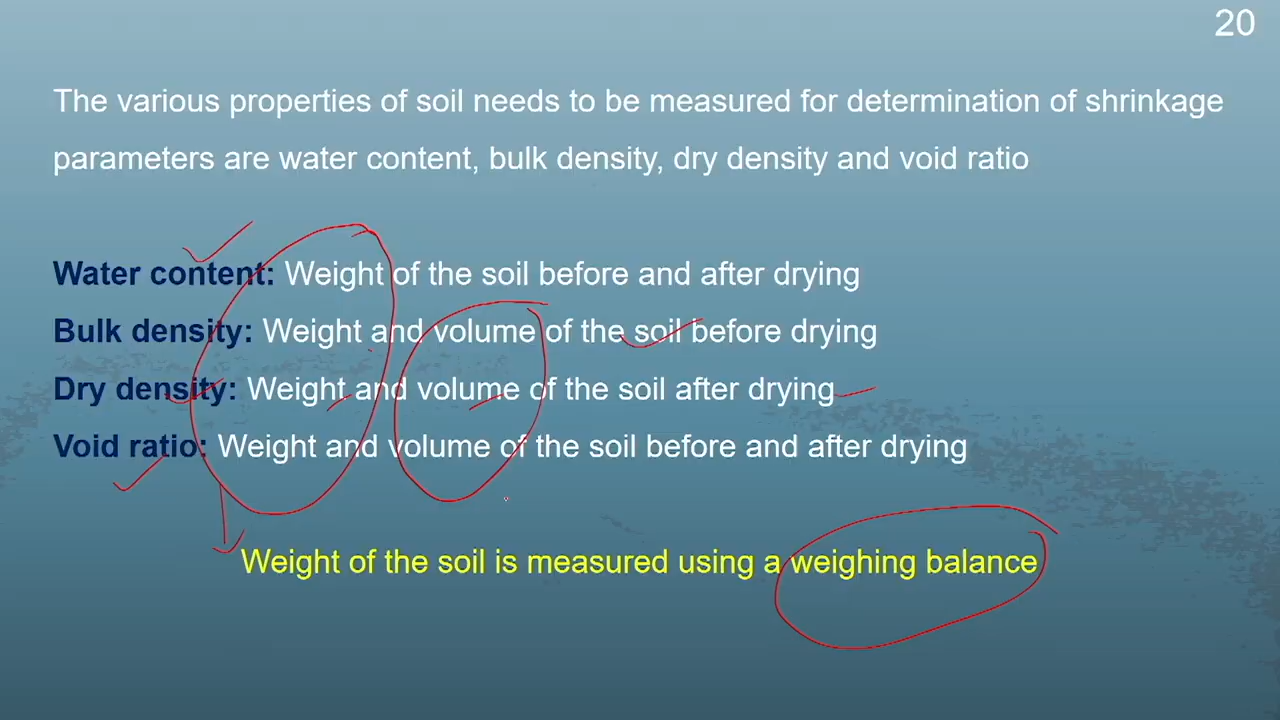 20
The various properties of soil needs to be measured for determination of shrinkage
parameters are water content, bulk density, dry density and void ratio
Water content: Weight of the soil before and after drying
Bulk density: Weight and volume of the soil before drying
Dry density: Weight and volume of the soil after drying
Void ratio: Weight and volume of the soil before and after drying
Weight of the soil is measured using a weighing balance